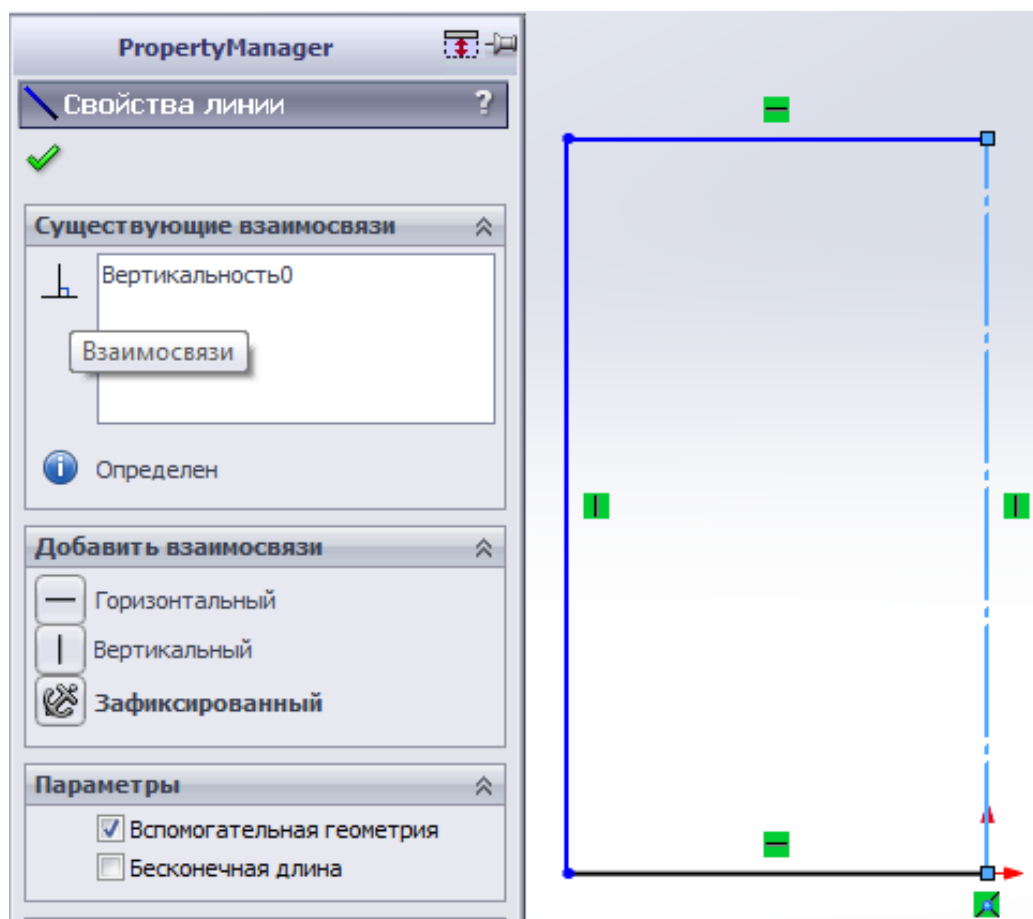 PropertyManager
Свойства линии ?
Существующие взаимосвязи
Вертикальность0
Взаимосвязи
Определен
Добавить взаимосвязи
Горизонтальный
Вертикальный
Зафиксированный
Параметры
Вспомогательная геометрия
Бесконечная длина